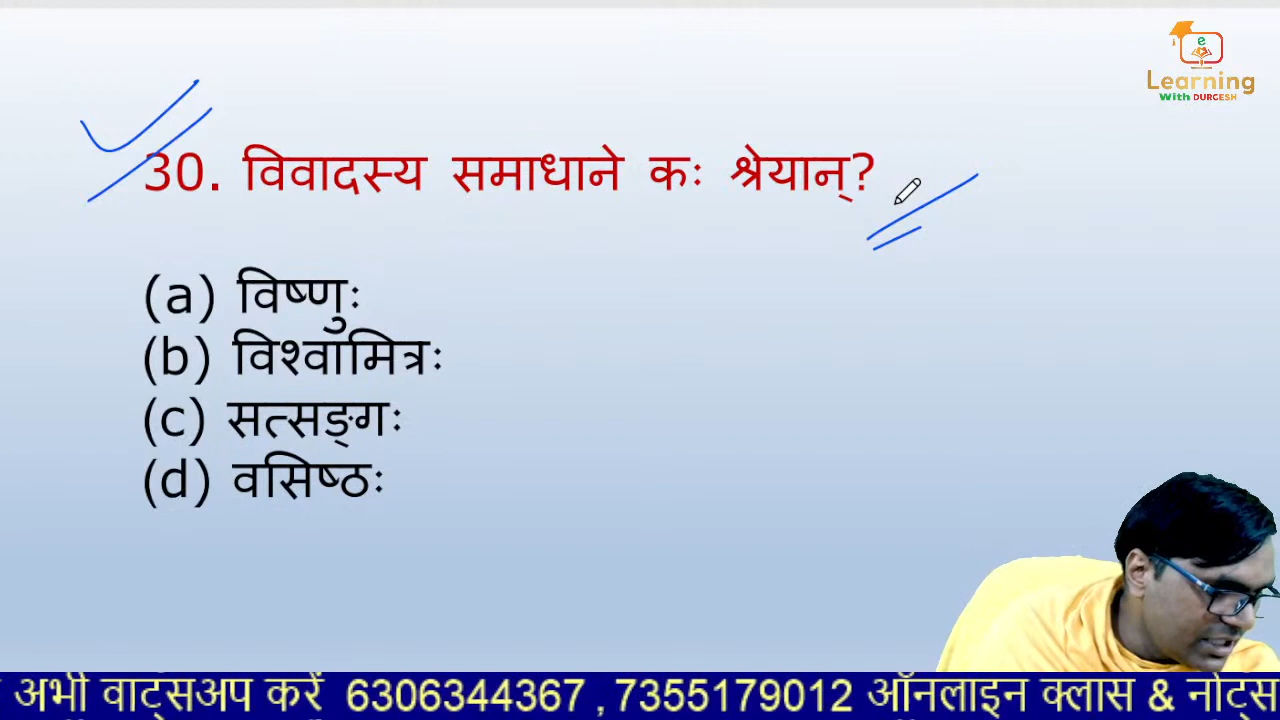 e
Learning
With DURGESH
30. विवादस्य समाधाने कः श्रेयान्?
(a) विष्णुः
(b) विश्वामित्रः
(c) सत्सङ्गः
(d) वसिष्ठः
अभी वाट्सअप करें 6306344367 , 7355179012 ऑनलाइन क्लास & नोट्स